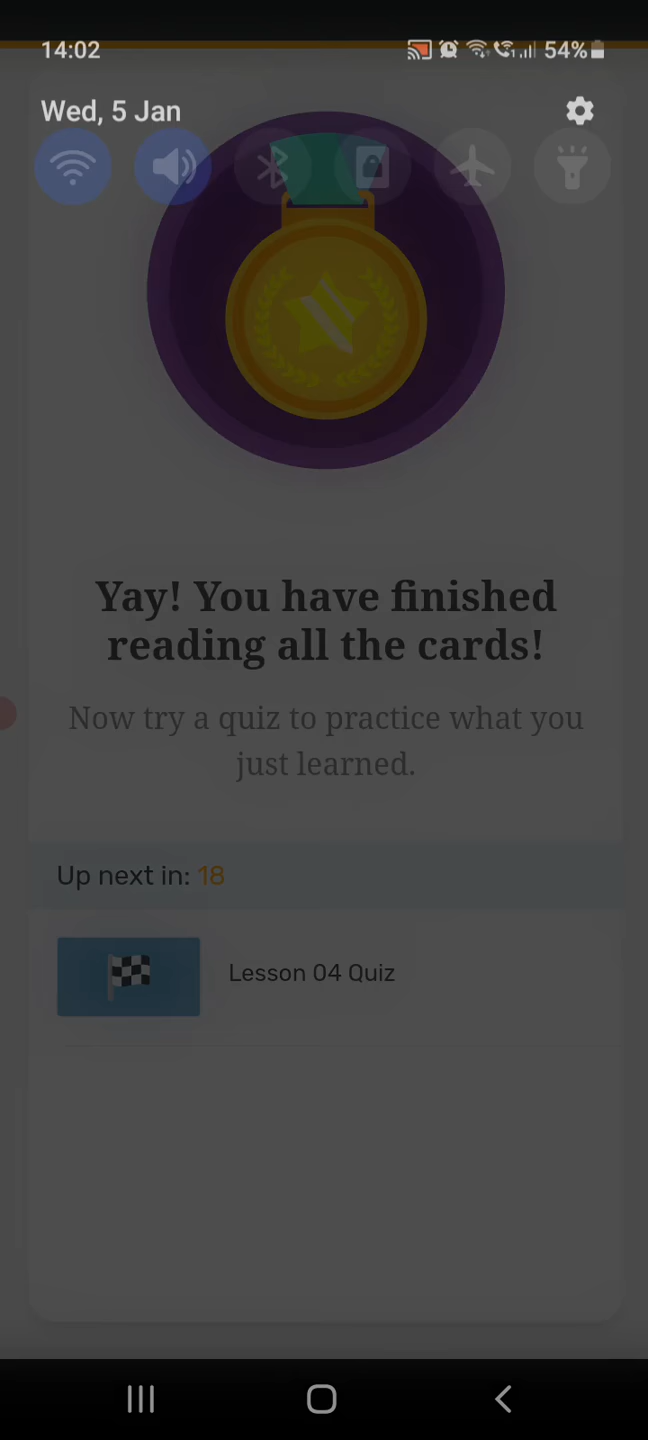 14:02 54%
Wed, 5 Jan
Yay! You have finished
reading all the cards!
Now try a quiz to practice what you
just learned.
Up next in: 18
Lesson 04 Quiz